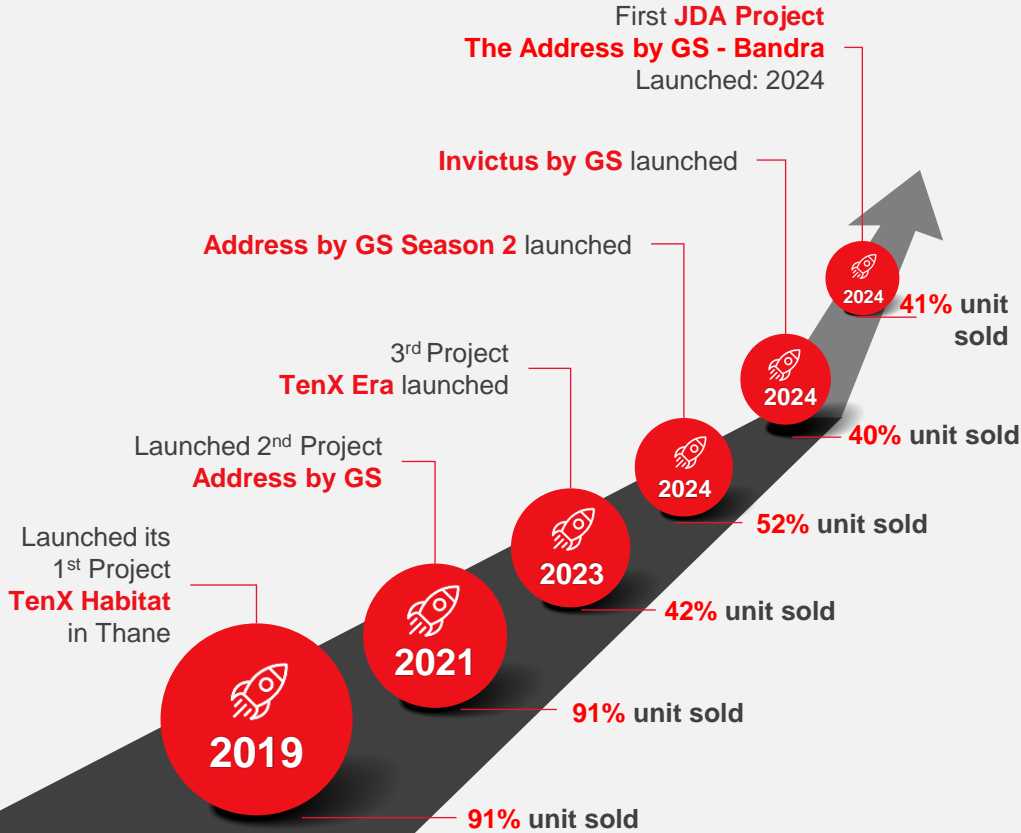 First JDA Project
The Address by GS - Bandra
Launched: 2024
Invictus by GS launched
Address by GS Season 2 launched
2024
41% unit
sold
3rd Project
TenX Era launched
2024
40% unit sold
Launched 2nd Project
Address by GS
2024
52% unit sold
Launched its
1st Project
TenX Habitat
in Thane
2023
42% unit sold
2021
91% unit sold
2019
91% unit sold